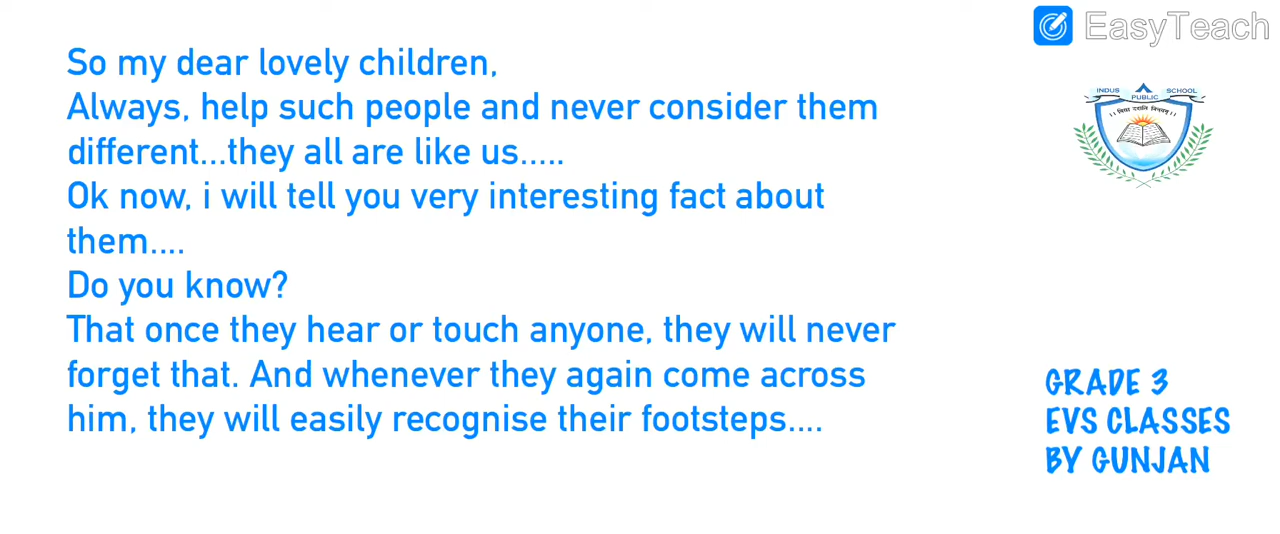 EasyTeach
So my dear lovely children,
Always, help such people and never consider them
different...they all are like us.....
Ok now, i will tell you very interesting fact about
them....
Do you know?
That once they hear or touch anyone, they will never
forget that. And whenever they again come across
him, they will easily recognise their footsteps....
INDUS PUBLIC SCHOOL
।। विद्या ददाति विनयम् ।।
GRADE 3
EVS CLASSES
BY GUNJAN